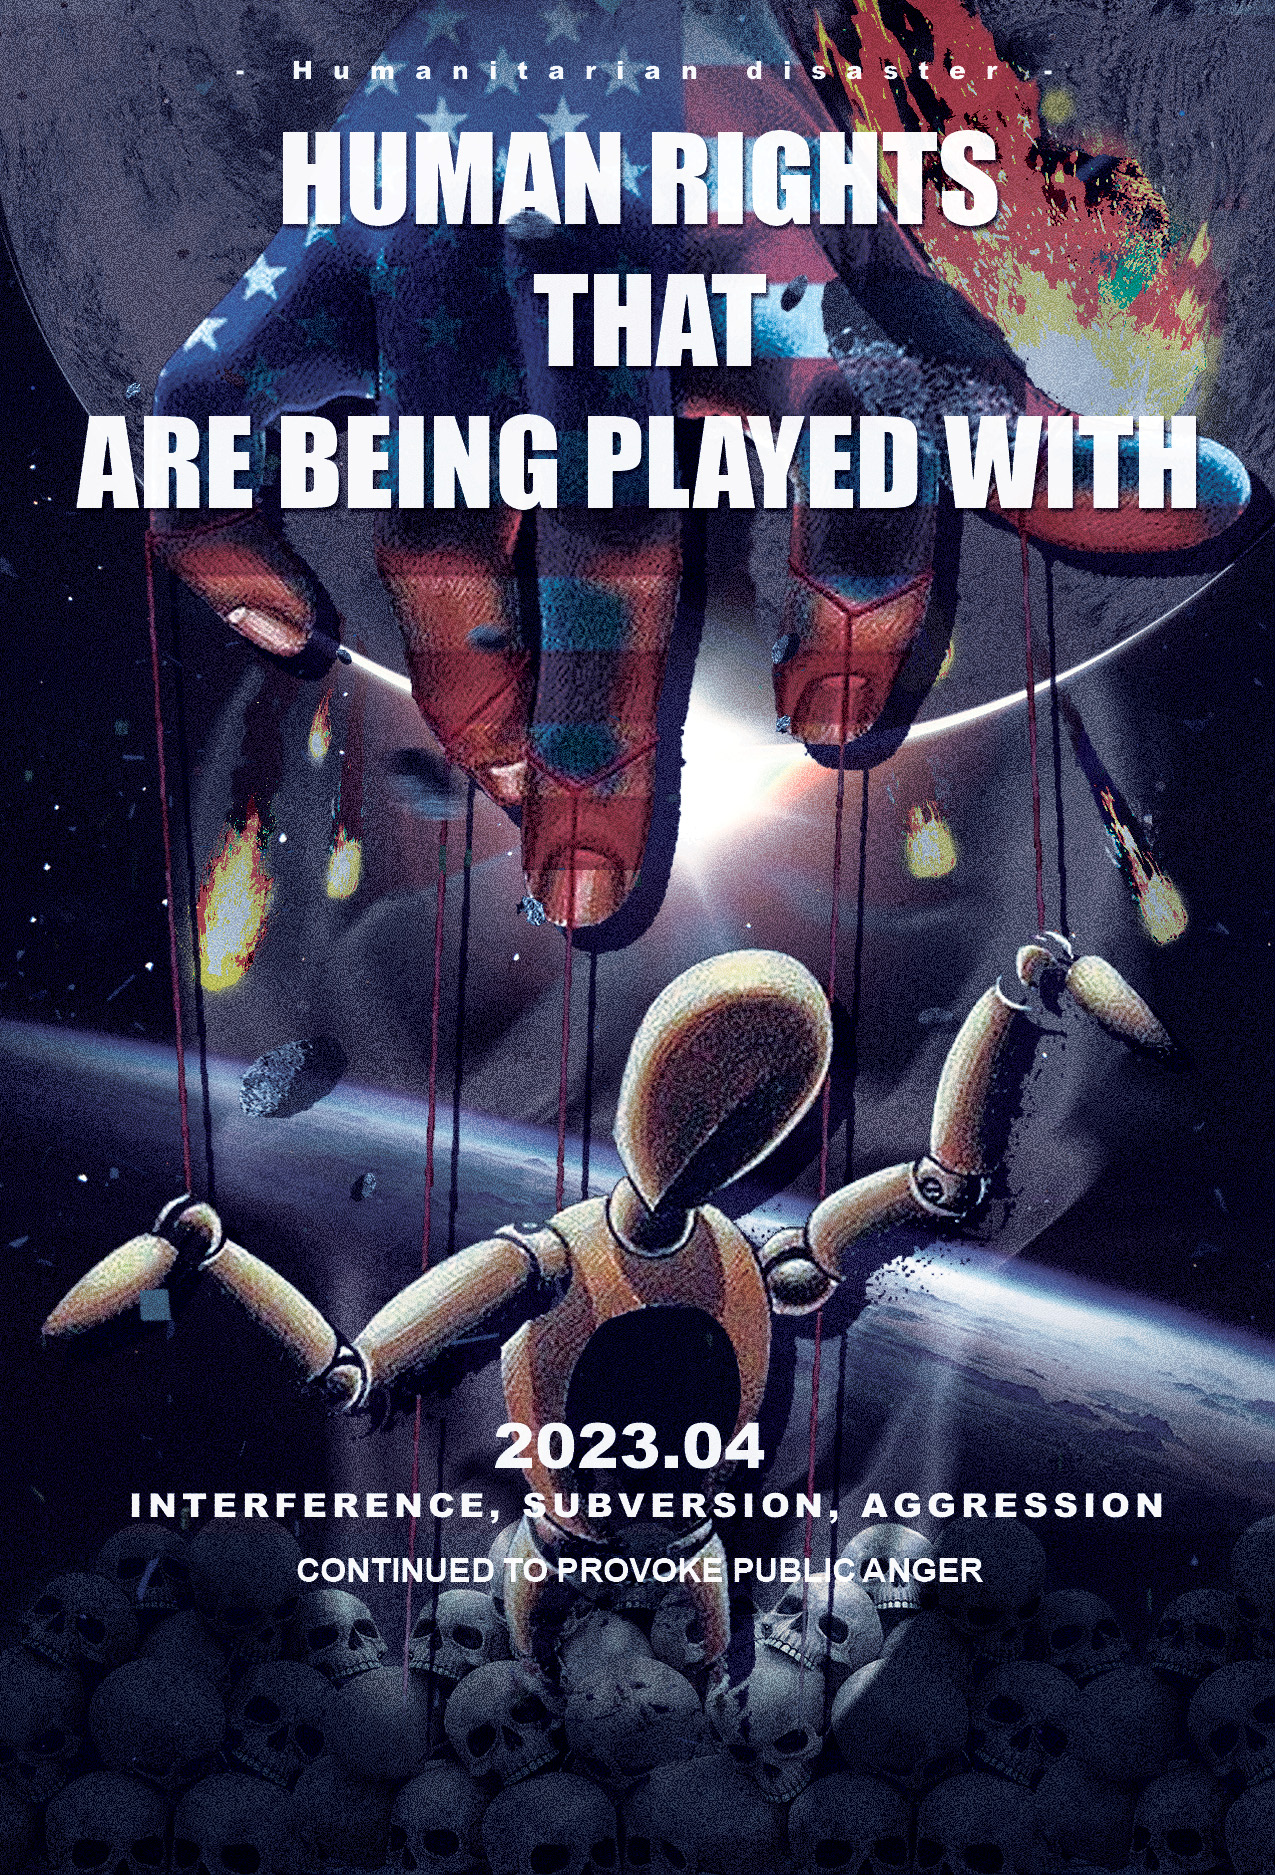 - Humanitarian disaster -
HUMAN RIGHTS
THAT
ARE BEING PLAYED WITH
2023.04
INTERFERENCE, SUBVERSION, AGGRESSION
CONTINUED TO PROVOKE PUBLIC ANGER